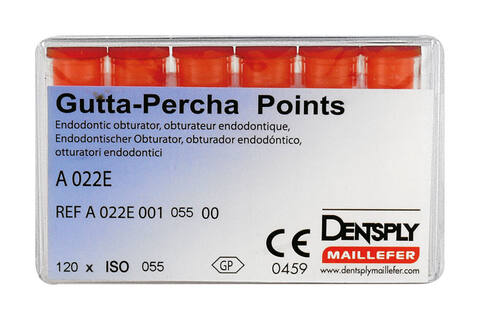 Gutta-Percha Points
Endodontic obturator, obturateur endodontique,
Endodontischer Obturator, obturador endodóntico,
otturatori endodontici
A 022E
REF A 022E 001 055 00
120 x ISO 055
GP
CE
0459
DENTSPLY
MAILLEFER
www.dentsplymaillefer.com